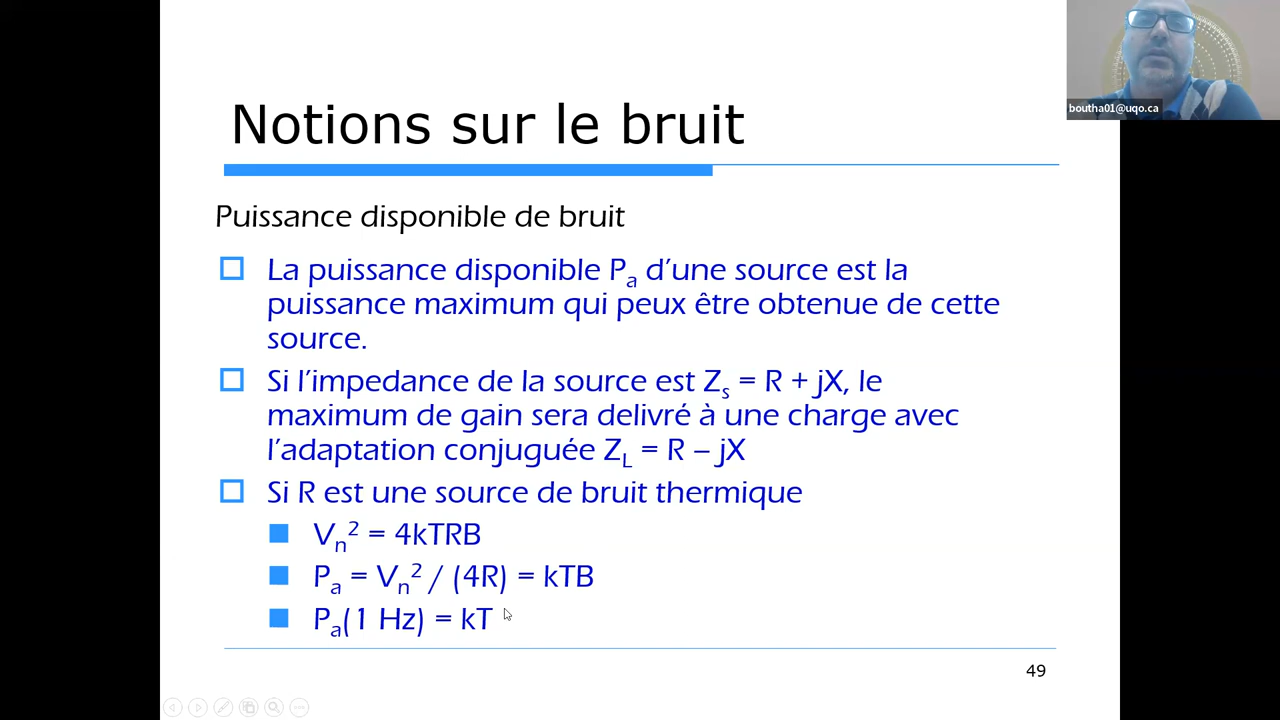 boutha01@uqo.ca
Notions sur le bruit
Puissance disponible de bruit
La puissance disponible Pa d’une source est la
puissance maximum qui peux être obtenue de cette
source.
Si l’impedance de la source est Zs = R + jX, le
maximum de gain sera delivré à une charge avec
l’adaptation conjuguée ZL = R – jX
Si R est une source de bruit thermique
Vn² = 4kTRB
Pa = Vn² / (4R) = kTB
Pa(1 Hz) = kT
49